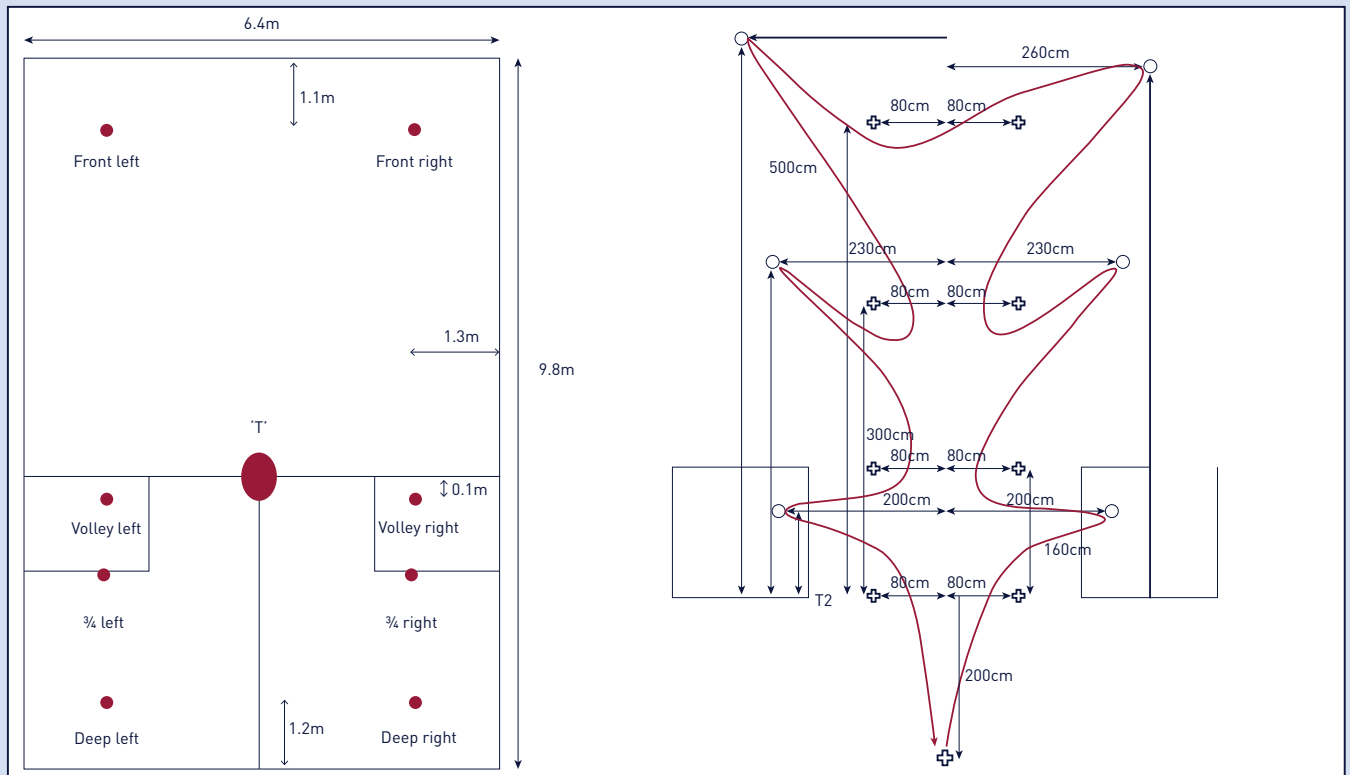 6.4m
1.1m
Front left
Front right
1.3m
9.8m
'T'
0.1m
Volley left
Volley right
¾ left
¾ right
1.2m
Deep left
Deep right
260cm
80cm 80cm
500cm
230cm 230cm
80cm 80cm
300cm
80cm 80cm
200cm 200cm
160cm
80cm 80cm
T2
200cm